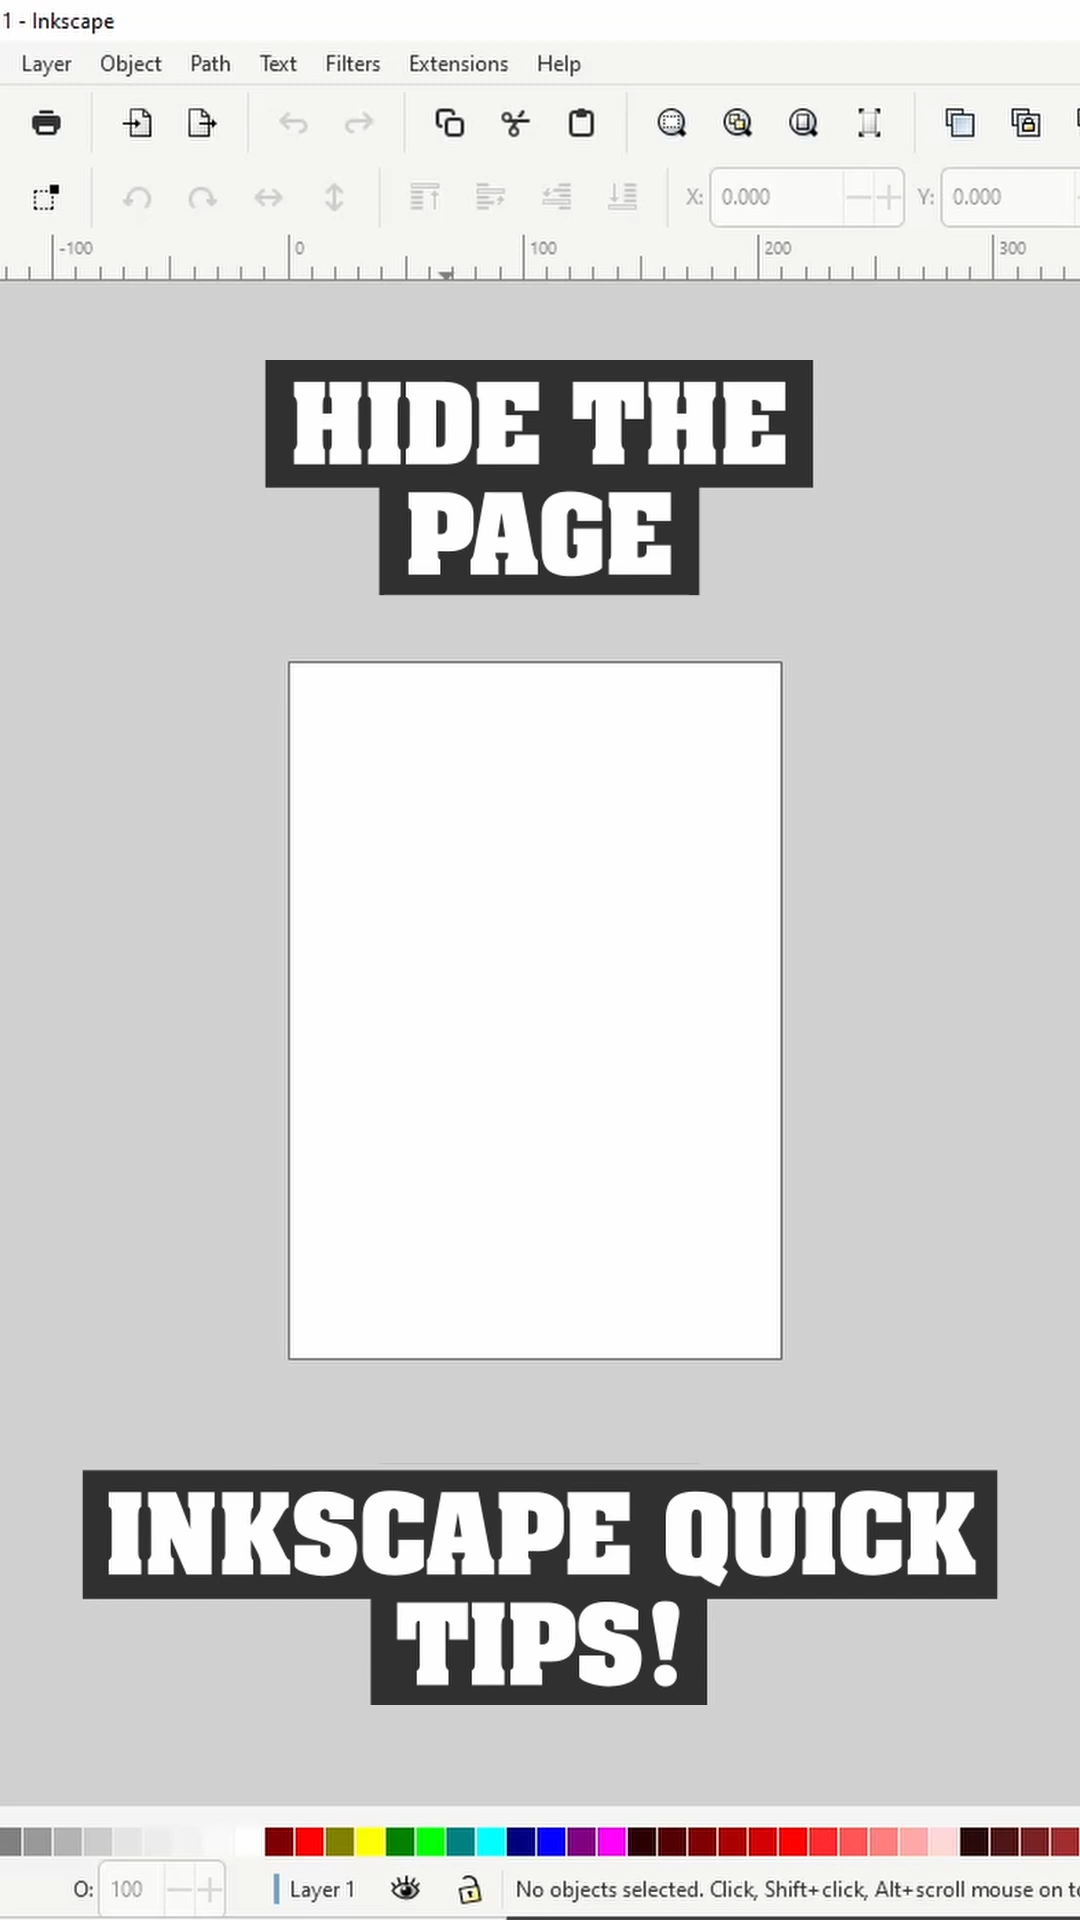 1 - Inkscape
Layer Object Path Text Filters Extensions Help
X: 0.000 Y: 0.000
-100 0 100 200 300
HIDE THE
PAGE
INKSCAPE QUICK
TIPS!
O: 100 Layer 1 No objects selected. Click, Shift+click, Alt+scroll mouse on